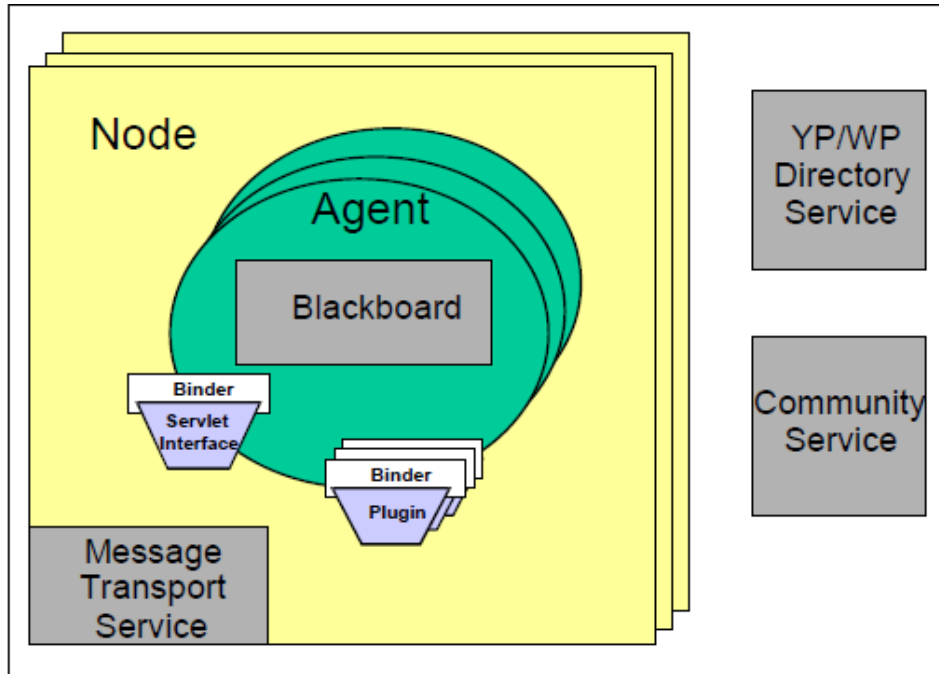 Node
Agent
Blackboard
Binder
Servlet
Interface
Binder
Plugin
Message
Transport
Service
YP/WP
Directory
Service
Community
Service